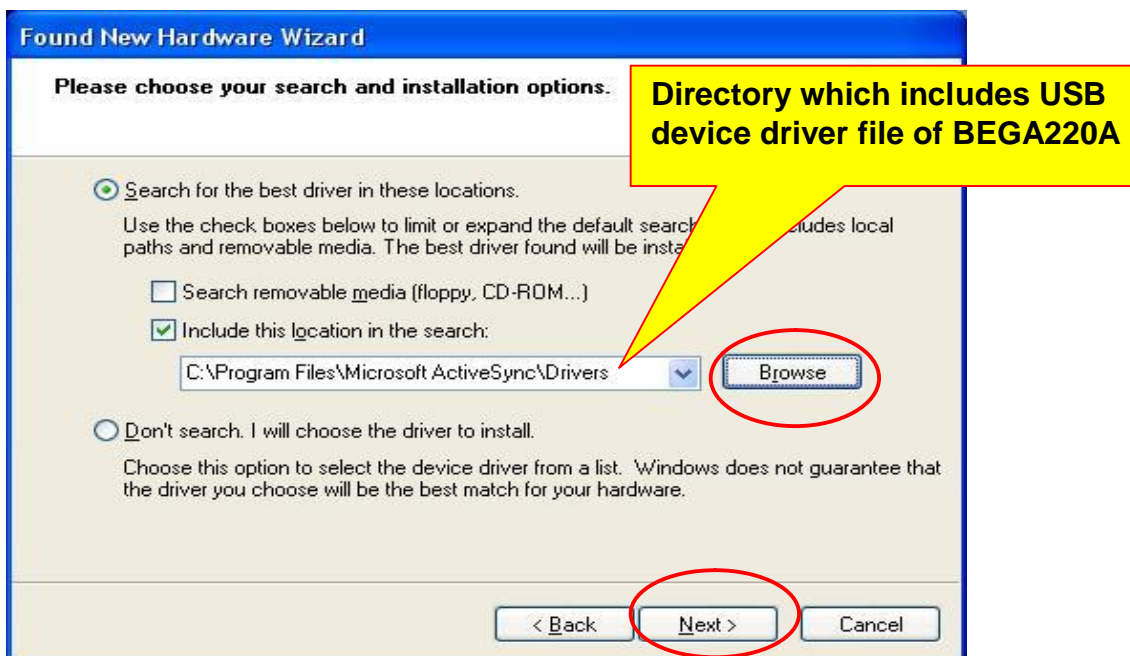 Found New Hardware Wizard
Please choose your search and installation options.
Directory which includes USB
device driver file of BEGA220A
Search for the best driver in these locations.
Use the check boxes below to limit or expand the default search
cludes local
paths and removable media. The best driver found will be insta
Search removable media (floppy, CD-ROM...)
Include this location in the search:
C:\Program Files\Microsoft ActiveSync\Drivers
Browse
Don't search. I will choose the driver to install.
Choose this option to select the device driver from a list. Windows does not guarantee that
the driver you choose will be the best match for your hardware.
< Back
Next >
Cancel